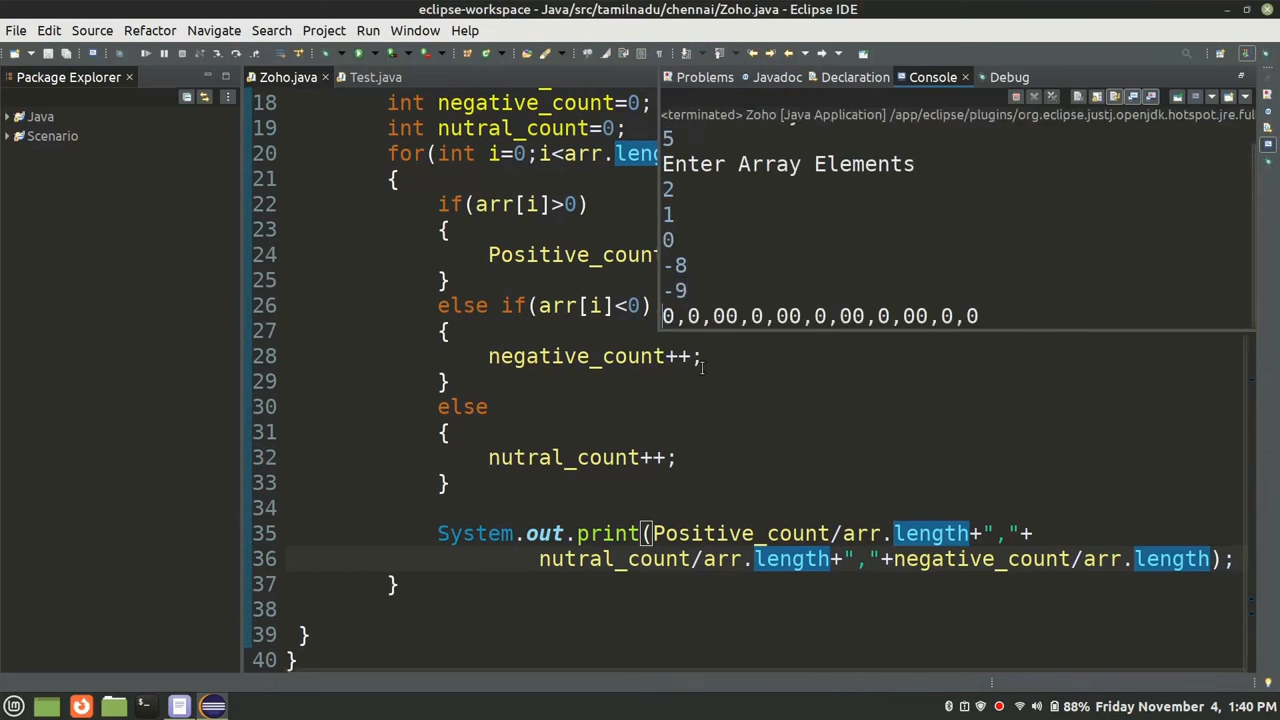 eclipse-workspace - Java/src/tamilnadu/chennai/Zoho.java - Eclipse IDE
File Edit Source Refactor Navigate Search Project Run Window Help
Package Explorer
Java
Scenario
Zoho.java Test.java
18 int negative_count=0;
19 int nutral_count=0;
20 for(int i=0;i<arr.leng
21 {
22 if(arr[i]>0)
23 {
24 Positive_count
25 }
26 else if(arr[i]<0)
27 {
28 negative_count++;
29 }
30 else
31 {
32 nutral_count++;
33 }
34
35 System.out.print(Positive_count/arr.length+","+
36 nutral_count/arr.length+","+negative_count/arr.length);
37 }
38
39 }
40 }
Problems Javadoc Declaration Console Debug
<terminated> Zoho [Java Application] /app/eclipse/plugins/org.eclipse.justj.openjdk.hotspot.jre.ful
5
Enter Array Elements
2
1
0
-8
-9
0,0,00,0,00,0,00,0,00,0,0
88% Friday November 4, 1:40 PM